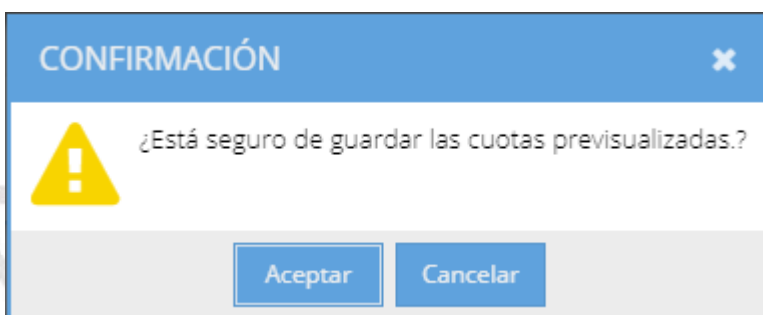 CONFIRMACIÓN
¿Está seguro de guardar las cuotas previsualizadas.?
Aceptar Cancelar